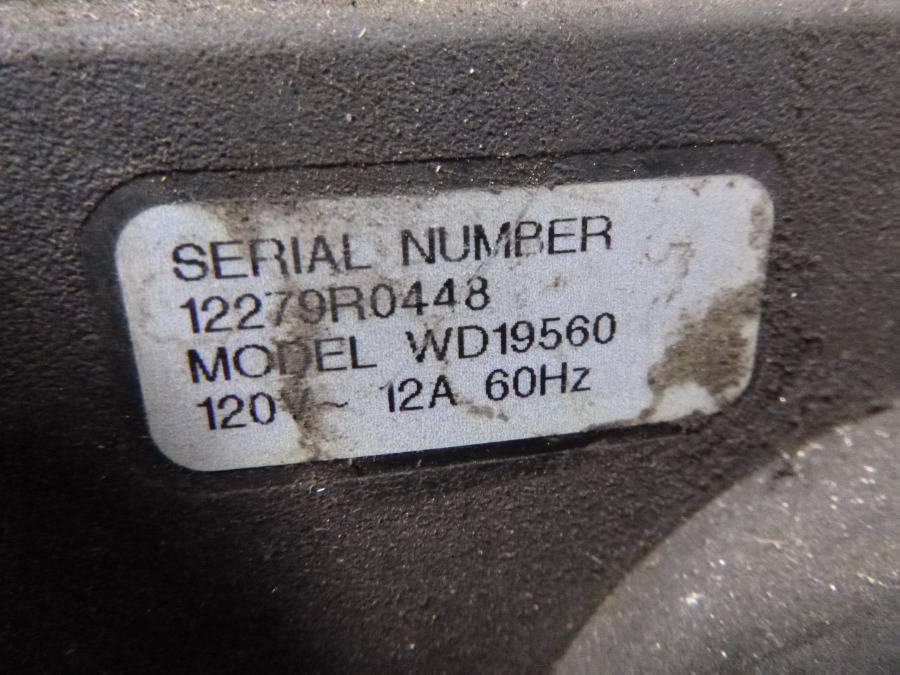 SERIAL NUMBER
12279R0448
MODEL WD19560
120V~ 12A 60Hz